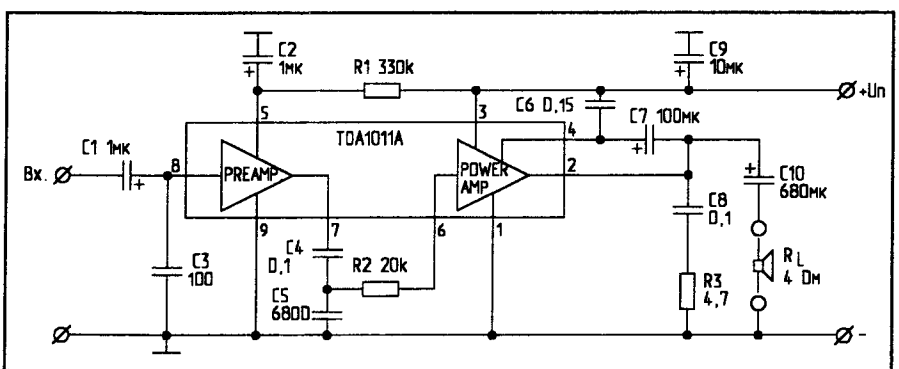 C2
1мк
C9
10мк
R1 330k
+Uп
5
3
C6 0,15
C7 100мк
4
TDA1011A
C1 1мк
Вх.
8
PREAMP
POWER
AMP
2
+
+
+
+
+
+
C10
680мк
C8
0,1
9
7
6
1
C4
0,1
R2 20k
C3
100
C5
6800
R3
4,7
RL
4 Ом
-